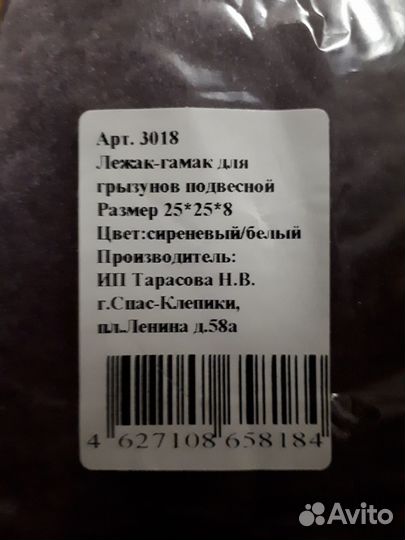 Арт. 3018
Лежак-гамак для
грызунов подвесной
Размер 25*25*8
Цвет:сиреневый/белый
Производитель:
ИП Тарасова Н.В.
г.Спас-Клепики,
пл.Ленина д.58а
4 627108 658184
Avito